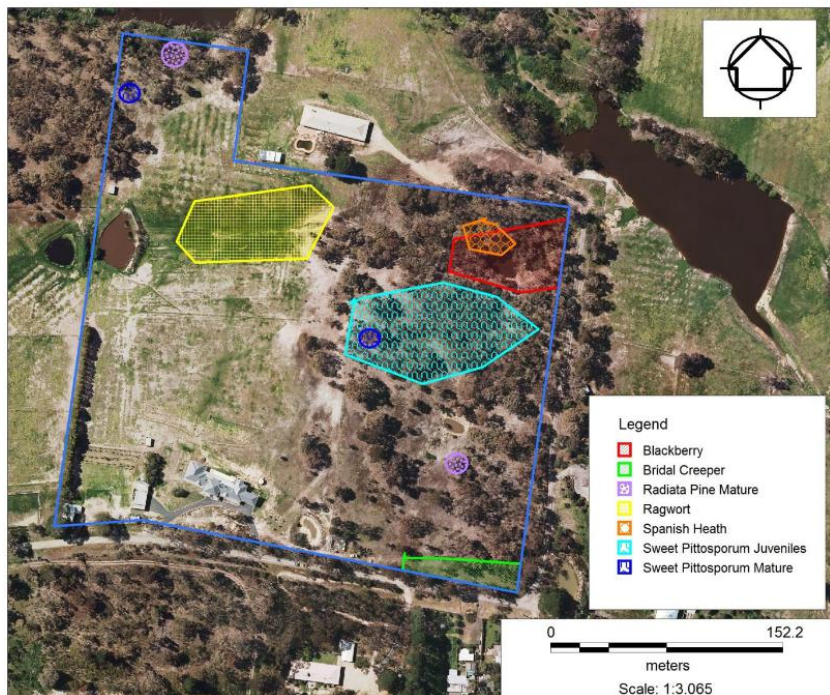 Legend
Blackberry
Bridal Creeper
Radiata Pine Mature
Ragwort
Spanish Heath
Sweet Pittosporum Juveniles
Sweet Pittosporum Mature
0 152.2
meters
Scale: 1:3.065